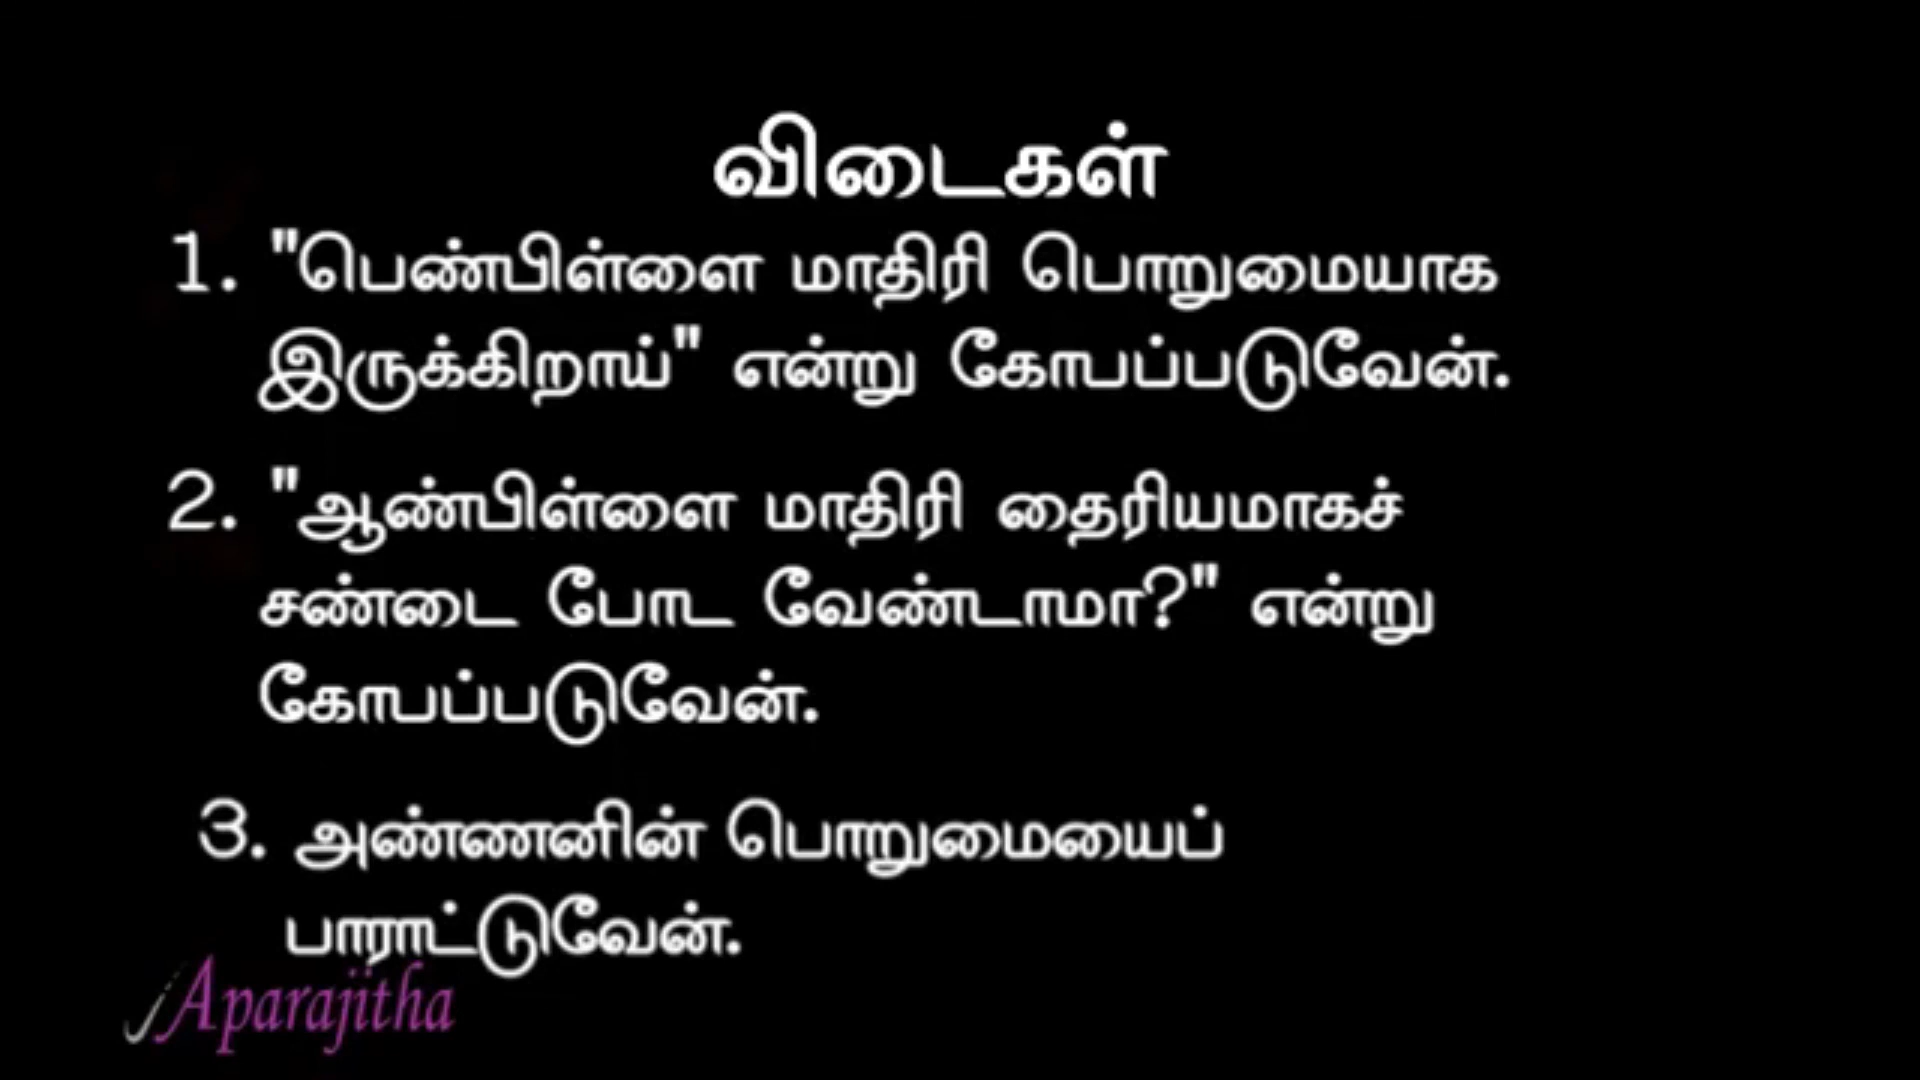 விடைகள்
1. "பெண்பிள்ளை மாதிரி பொறுமையாக
இருக்கிறாய்" என்று கோபப்படுவேன்.
2. "ஆண்பிள்ளை மாதிரி தைரியமாகச்
சண்டை போட வேண்டாமா?" என்று
கோபப்படுவேன்.
3. அண்ணனின் பொறுமையைப்
பாராட்டுவேன்.
Aparajitha